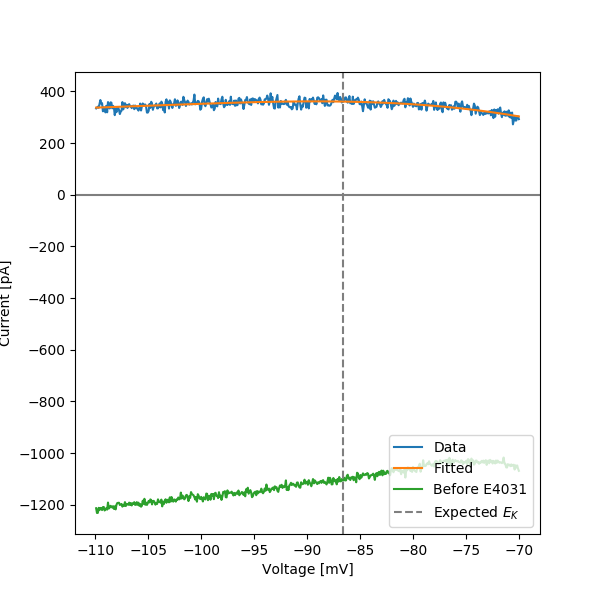 400
200
0
−200
−400
−600
−800
−1000
−1200
Current [pA]
Data
Fitted
Before E4031
Expected E_K
−110 −105 −100 −95 −90 −85 −80 −75 −70
Voltage [mV]